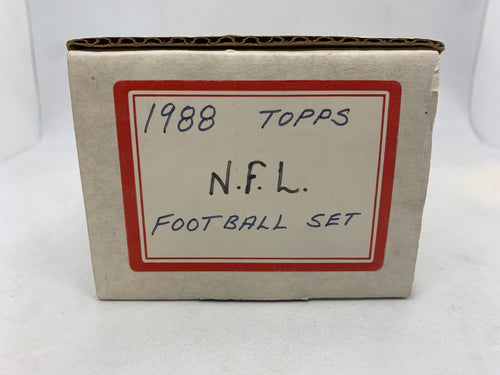 1988 TOPPS
N.F.L.
FOOTBALL SET